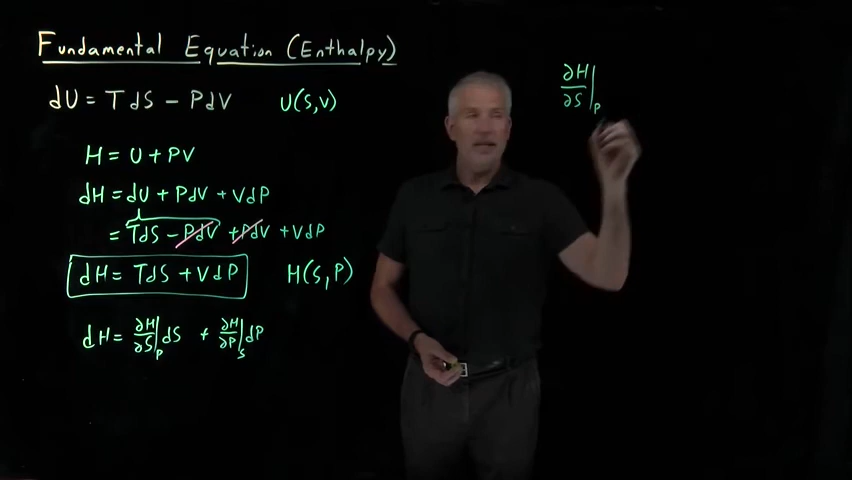 Fundamental Equation (Enthalpy)
dU = TdS - PdV U(S,V)
H = U + PV
dH = dU + PdV + VdP
= TdS - PdV + PdV + VdP
dH = TdS + VdP H(S,P)
dH = ∂H/∂S|P dS + ∂H/∂P|S dP
∂H/∂S|P